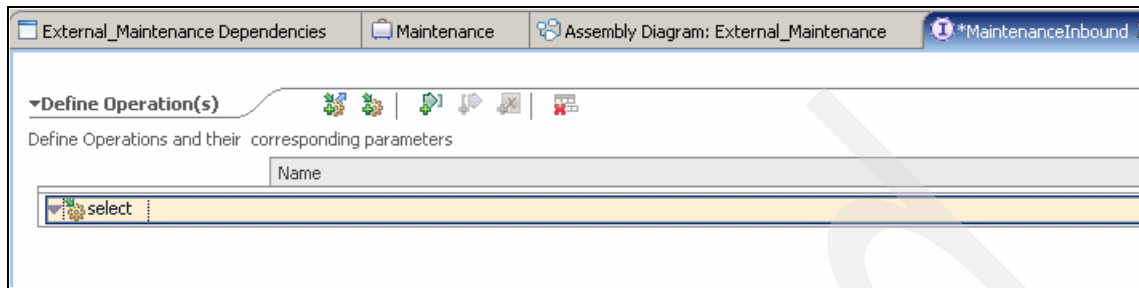 External_Maintenance Dependencies Maintenance Assembly Diagram: External_Maintenance *MaintenanceInbound
Define Operation(s)
Define Operations and their corresponding parameters
Name
select